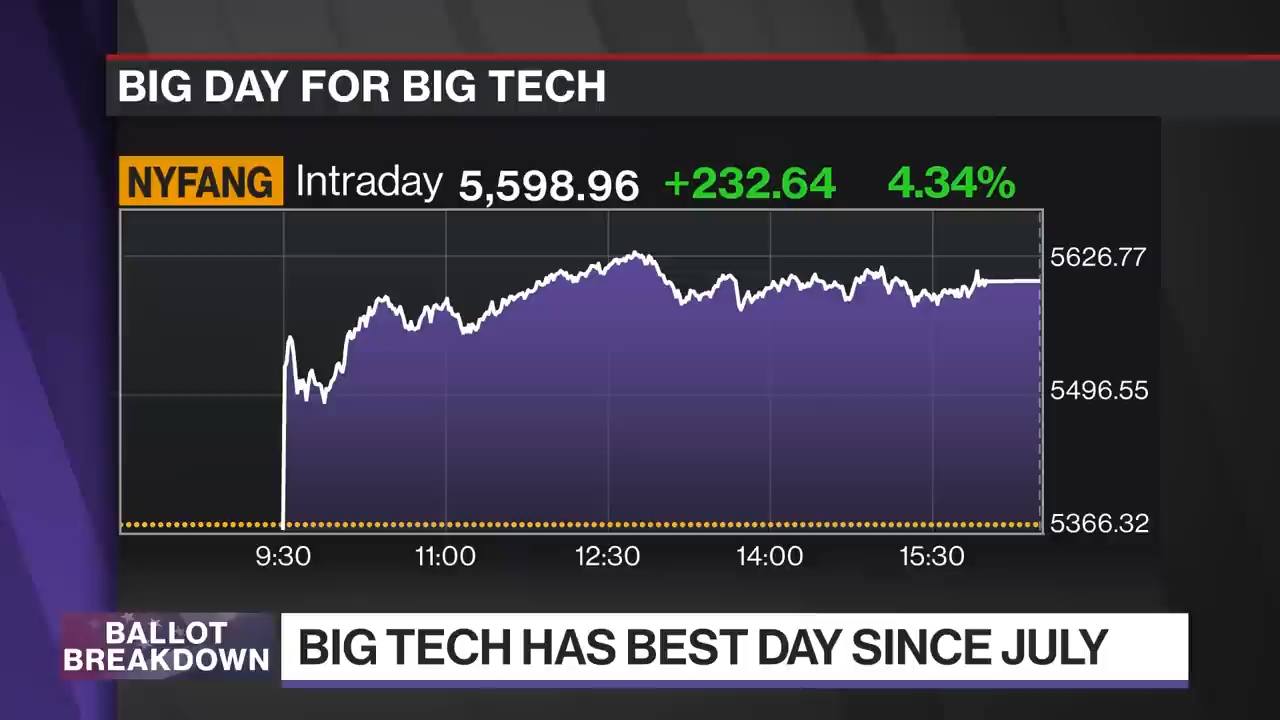 BIG DAY FOR BIG TECH
NYFANG Intraday 5,598.96 +232.64 4.34%
5626.77
5496.55
5366.32
9:30 11:00 12:30 14:00 15:30
BALLOT
BREAKDOWN
BIG TECH HAS BEST DAY SINCE JULY